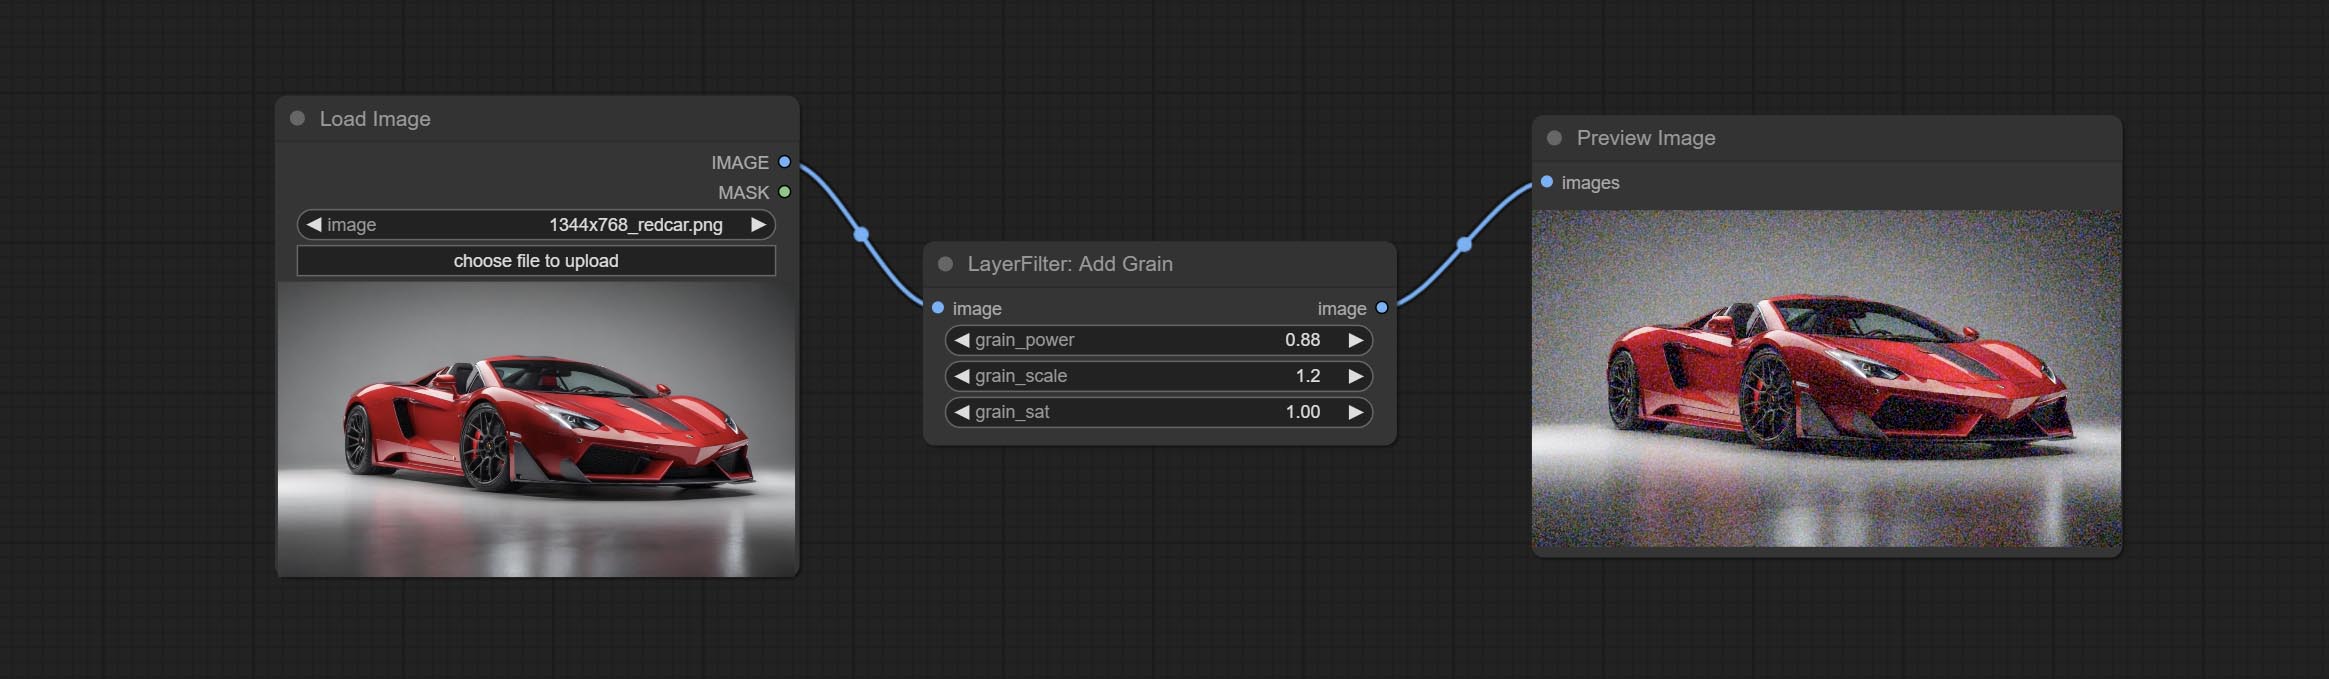 Load Image
IMAGE
MASK
image 1344x768_redcar.png
choose file to upload
LayerFilter: Add Grain
image image
grain_power 0.88
grain_scale 1.2
grain_sat 1.00
Preview Image
images